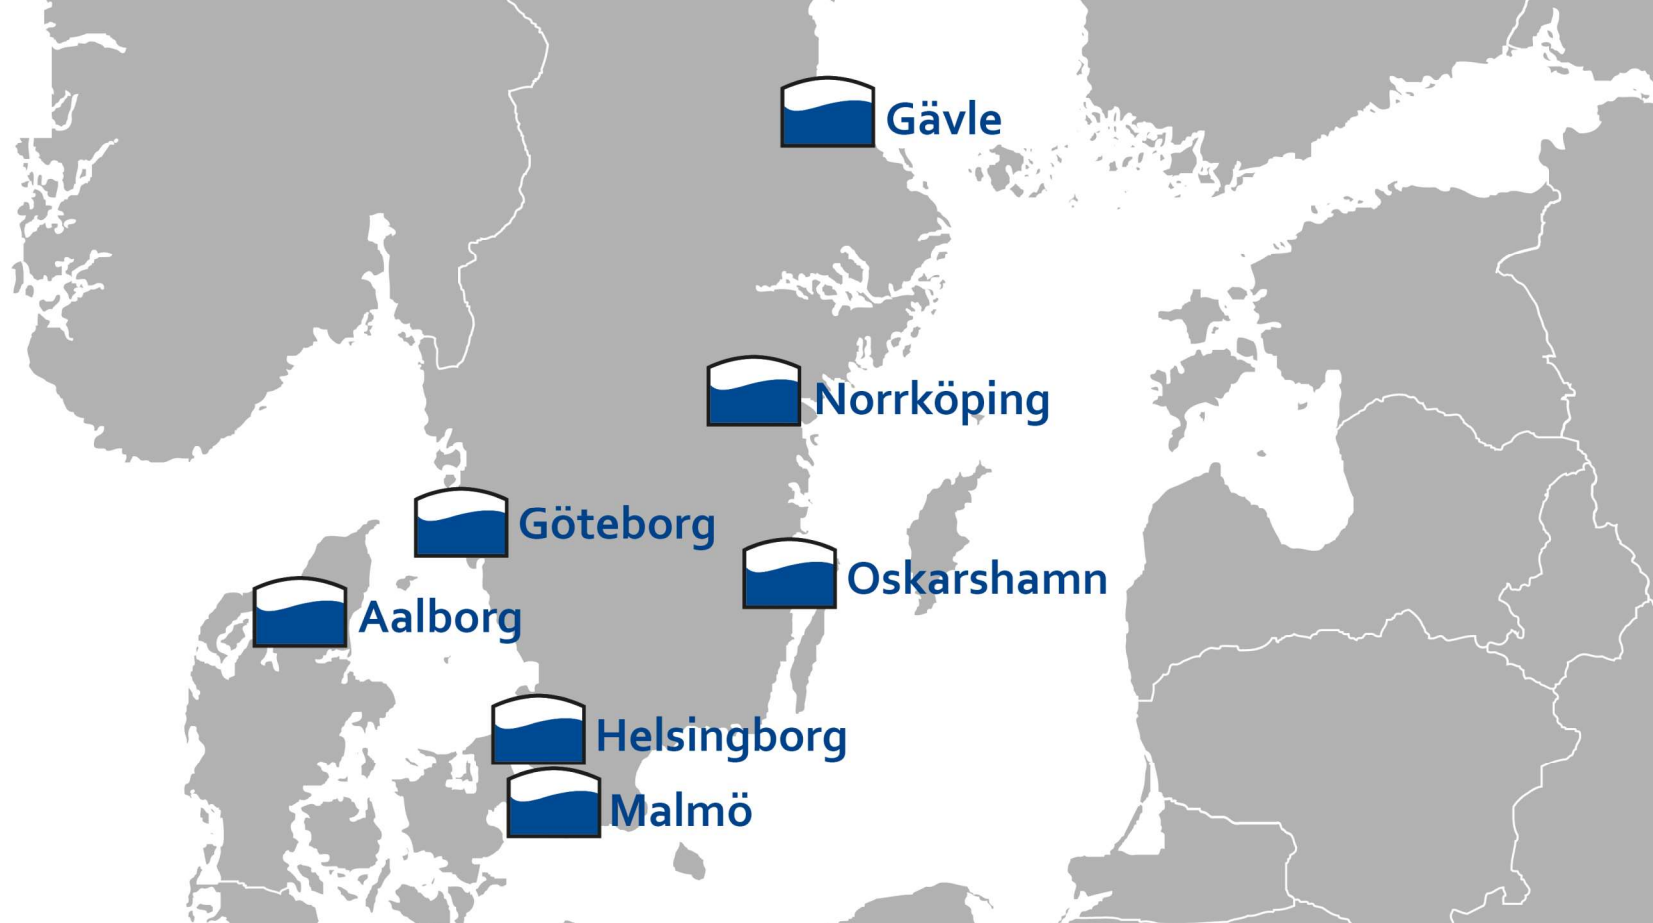 Gävle
Norrköping
Göteborg
Oskarshamn
Aalborg
Helsingborg
Malmö